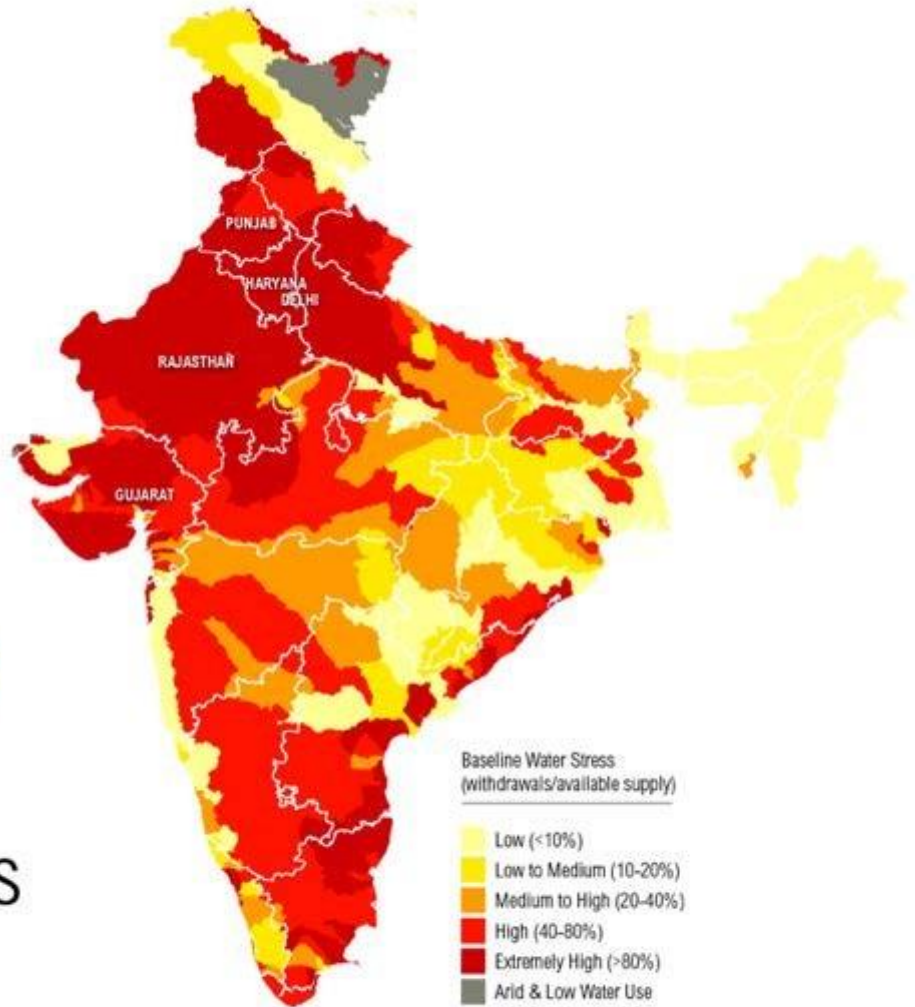 PUNJAB
HARYANA
DELHI
RAJASTHAN
GUJARAT
Baseline Water Stress
(withdrawals/available supply)
Low (<10%)
Low to Medium (10-20%)
Medium to High (20-40%)
High (40-80%)
Extremely High (>80%)
Arid & Low Water Use
S